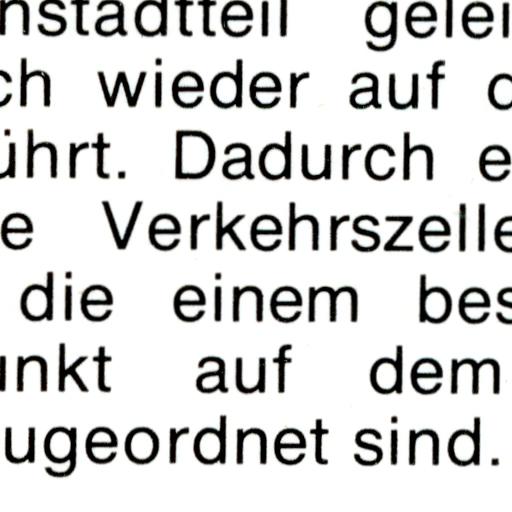 nstadtteil gelei
ch wieder auf
ührt. Dadurch e
e Verkehrszelle
die einem bes
unkt auf dem
ugeordnet sind.